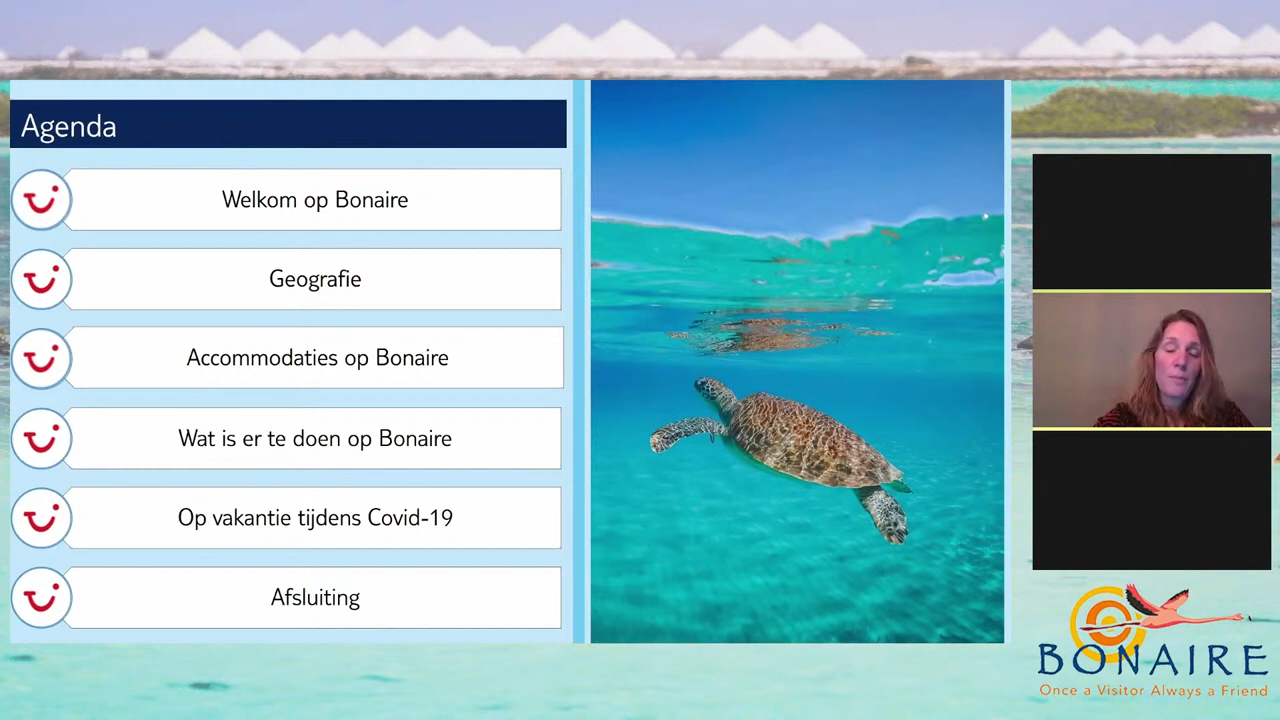 Agenda
Welkom op Bonaire
Geografie
Accommodaties op Bonaire
Wat is er te doen op Bonaire
Op vakantie tijdens Covid-19
Afsluiting
BONAIRE
Once a Visitor Always a Friend